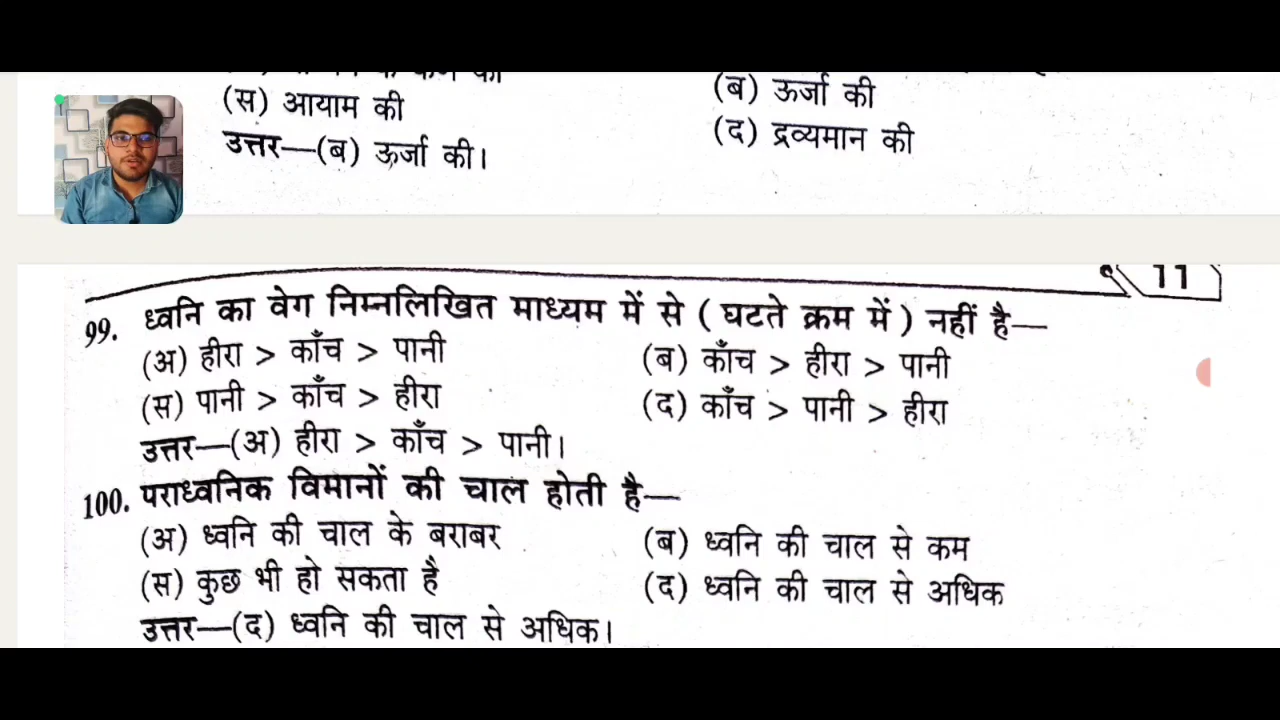 (स) आयाम की
(ब) ऊर्जा की
उत्तर—(ब) ऊर्जा की।
(द) द्रव्यमान की
11
99. ध्वनि का वेग निम्नलिखित माध्यम में से ( घटते क्रम में ) नहीं है—
(अ) हीरा > काँच > पानी
(ब) काँच > हीरा > पानी
(स) पानी > काँच > हीरा
(द) काँच > पानी > हीरा
उत्तर—(अ) हीरा > काँच > पानी।
100. पराध्वनिक विमानों की चाल होती है—
(अ) ध्वनि की चाल के बराबर
(ब) ध्वनि की चाल से कम
(स) कुछ भी हो सकता है
(द) ध्वनि की चाल से अधिक
उत्तर—(द) ध्वनि की चाल से अधिक।